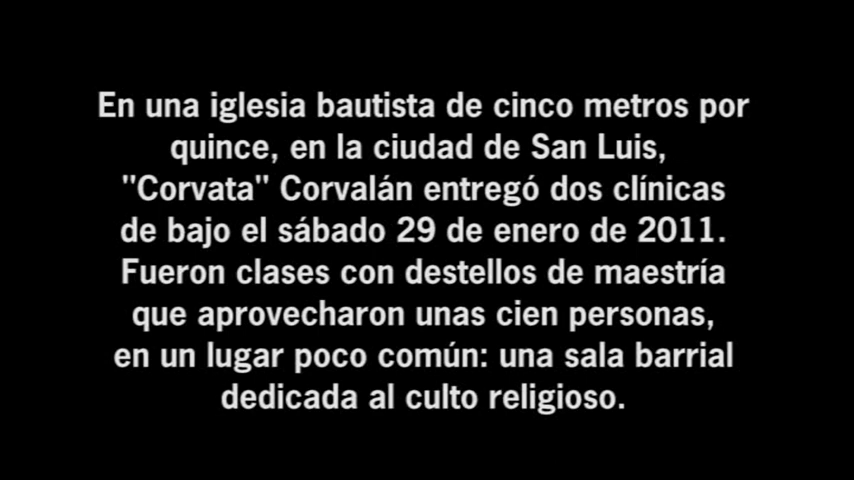 En una iglesia bautista de cinco metros por
quince, en la ciudad de San Luis,
"Corvata" Corvalán entregó dos clínicas
de bajo el sábado 29 de enero de 2011.
Fueron clases con destellos de maestría
que aprovecharon unas cien personas,
en un lugar poco común: una sala barrial
dedicada al culto religioso.